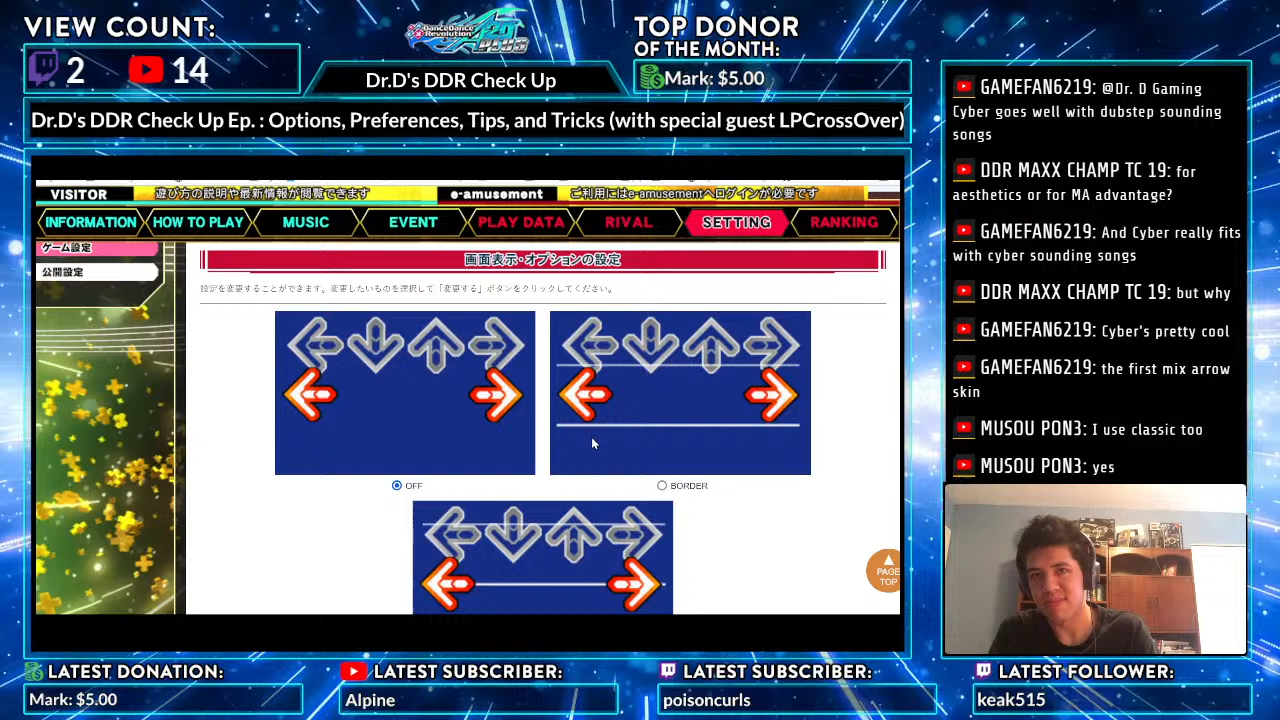 VIEW COUNT:
2
14
DanceDance
Revolution A20
PLUS
TOP DONOR
OF THE MONTH:
Mark: $5.00
Dr.D's DDR Check Up
Dr.D's DDR Check Up Ep. : Options, Preferences, Tips, and Tricks (with special guest LPCrossOver)
VISITOR
遊び方の説明や最新情報が閲覧できます
e-amusement
ご利用にはe-amusementへログインが必要です
INFORMATION
HOW TO PLAY
MUSIC
EVENT
PLAY DATA
RIVAL
SETTING
RANKING
ゲーム設定
公開設定
画面表示・オプションの設定
設定を変更することができます。変更したいものを選択して「変更する」ボタンをクリックしてください。
OFF
BORDER
PAGE
TOP
GAMEFAN6219: @Dr. D Gaming
Cyber goes well with dubstep sounding
songs
DDR MAXX CHAMP TC 19: for
aesthetics or for MA advantage?
GAMEFAN6219: And Cyber really fits
with cyber sounding songs
DDR MAXX CHAMP TC 19: but why
GAMEFAN6219: Cyber's pretty cool
GAMEFAN6219: the first mix arrow
skin
MUSOU PON3: I use classic too
MUSOU PON3: yes
LATEST DONATION:
Mark: $5.00
LATEST SUBSCRIBER:
Alpine
LATEST SUBSCRIBER:
poisoncurls
LATEST FOLLOWER:
keak515